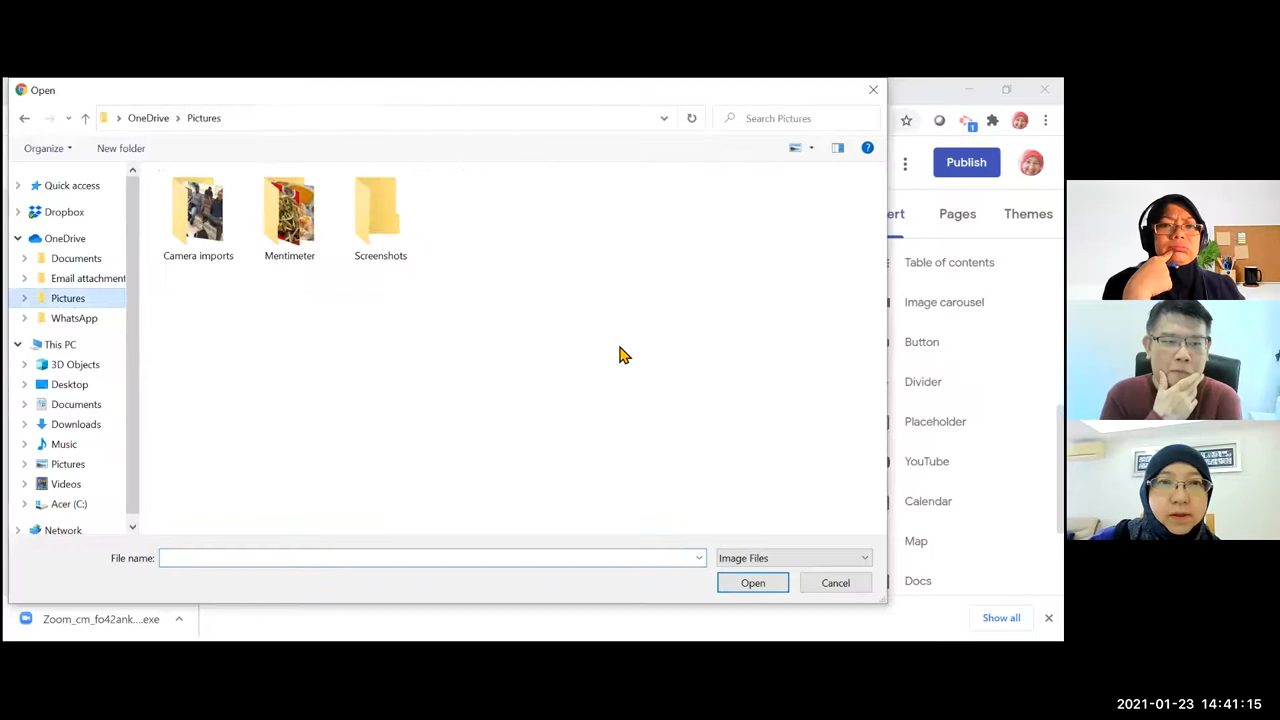 Open
OneDrive > Pictures
Search Pictures
Organize
New folder
Publish
Quick access
Dropbox
OneDrive
Documents
Email attachment
Pictures
WhatsApp
This PC
3D Objects
Desktop
Documents
Downloads
Music
Pictures
Videos
Acer (C:)
Network
Camera imports
Mentimeter
Screenshots
ert
Pages
Themes
Table of contents
Image carousel
Button
Divider
Placeholder
YouTube
Calendar
Map
Docs
1
File name:
Image Files
Open
Cancel
Zoom_cm_fo42ank....exe
Show all
2021-01-23 14:41:15